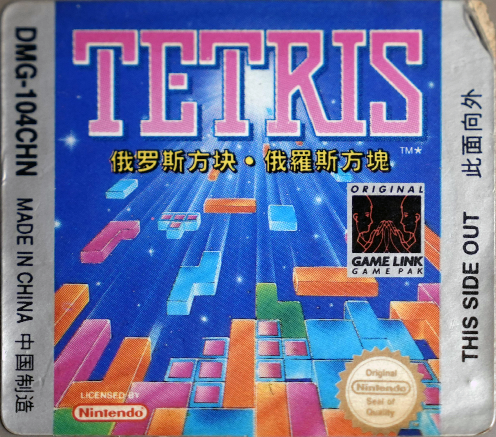 TETRIS
TM★
俄罗斯方块・俄羅斯方塊
ORIGINAL
GAME LINK
GAME PAK
LICENSED BY
Nintendo
Original
Nintendo
Seal of
Quality
DMG-104CHN MADE IN CHINA 中国制造
THIS SIDE OUT 此面向外